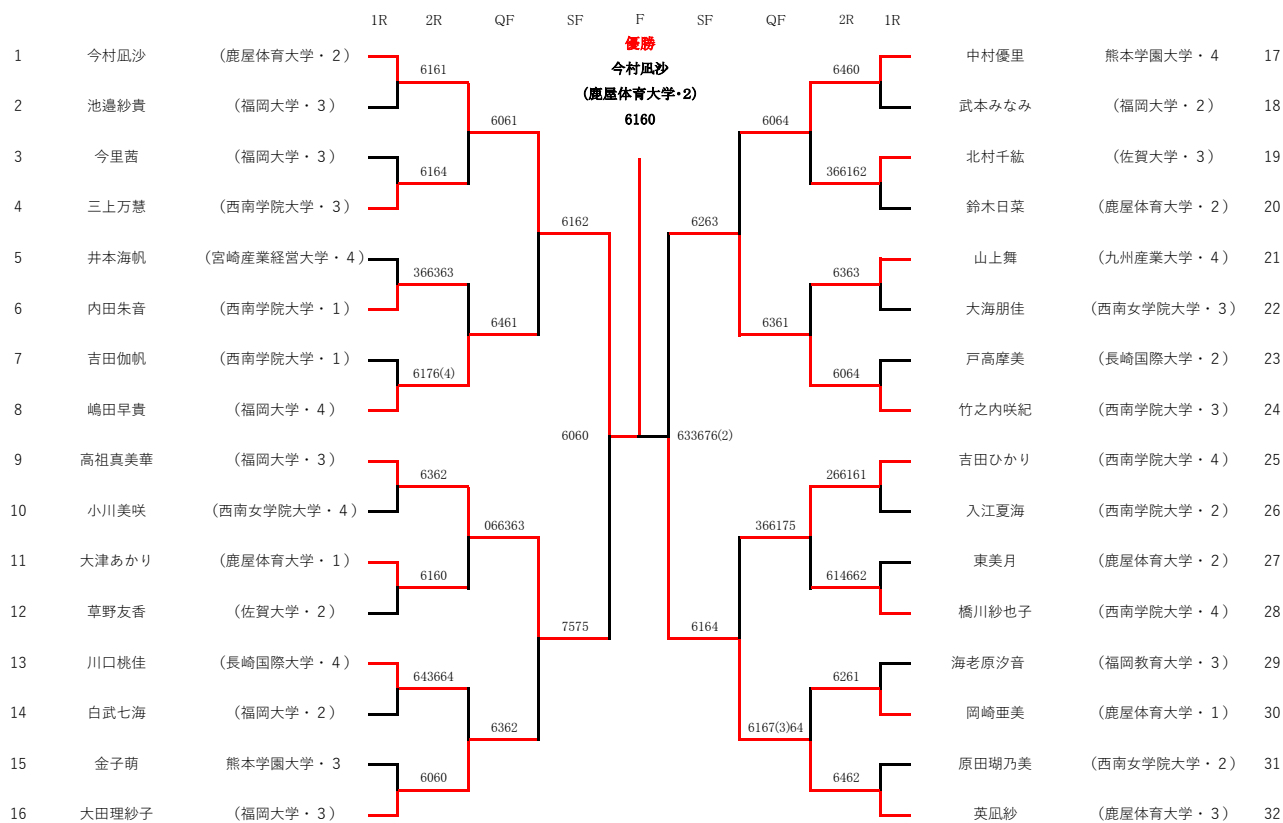 1R 2R QF SF F SF QF 2R 1R
優勝
今村凪沙
(鹿屋体育大学・2)
6160
1 今村凪沙 (鹿屋体育大学・２)
6161
2 池邉紗貴 (福岡大学・３)
6061
3 今里茜 (福岡大学・３)
6164
4 三上万慧 (西南学院大学・３)
6162
5 井本海帆 (宮崎産業経営大学・４)
366363
6 内田朱音 (西南学院大学・１)
6461
7 吉田伽帆 (西南学院大学・１)
6176(4)
8 嶋田早貴 (福岡大学・４)
6060
9 高祖真美華 (福岡大学・３)
6362
10 小川美咲 (西南女学院大学・４)
066363
11 大津あかり (鹿屋体育大学・１)
6160
12 草野友香 (佐賀大学・２)
7575
13 川口桃佳 (長崎国際大学・４)
643664
14 白武七海 (福岡大学・２)
6362
15 金子萌 熊本学園大学・３
6060
16 大田理紗子 (福岡大学・３)
中村優里 熊本学園大学・４ 17
6460
武本みなみ (福岡大学・２) 18
6064
北村千紘 (佐賀大学・３) 19
366162
鈴木日菜 (鹿屋体育大学・２) 20
6263
山上舞 (九州産業大学・４) 21
6363
大海朋佳 (西南女学院大学・３) 22
6361
戸高摩美 (長崎国際大学・２) 23
6064
竹之内咲紀 (西南学院大学・３) 24
633676(2)
吉田ひかり (西南学院大学・４) 25
266161
入江夏海 (西南学院大学・２) 26
366175
東美月 (鹿屋体育大学・２) 27
614662
橋川紗也子 (西南学院大学・４) 28
6164
海老原汐音 (福岡教育大学・３) 29
6261
岡崎亜美 (鹿屋体育大学・１) 30
6167(3)64
原田瑚乃美 (西南女学院大学・２) 31
6462
英凪紗 (鹿屋体育大学・３) 32